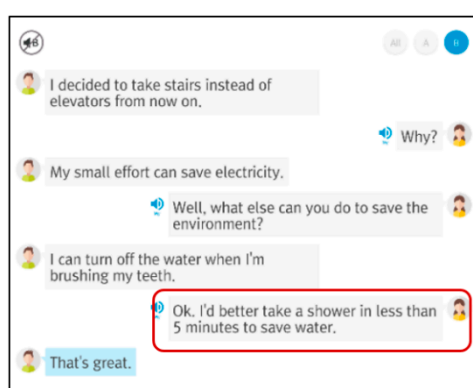 All A B
I decided to take stairs instead of
elevators from now on.
Why?
My small effort can save electricity.
Well, what else can you do to save the
environment?
I can turn off the water when I'm
brushing my teeth.
Ok. I'd better take a shower in less than
5 minutes to save water.
That's great.